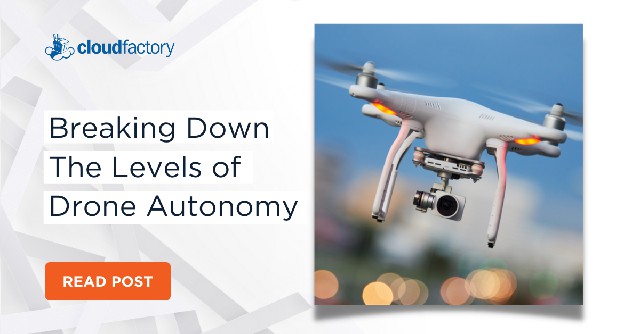 cloudfactory
Breaking Down
The Levels of
Drone Autonomy
READ POST